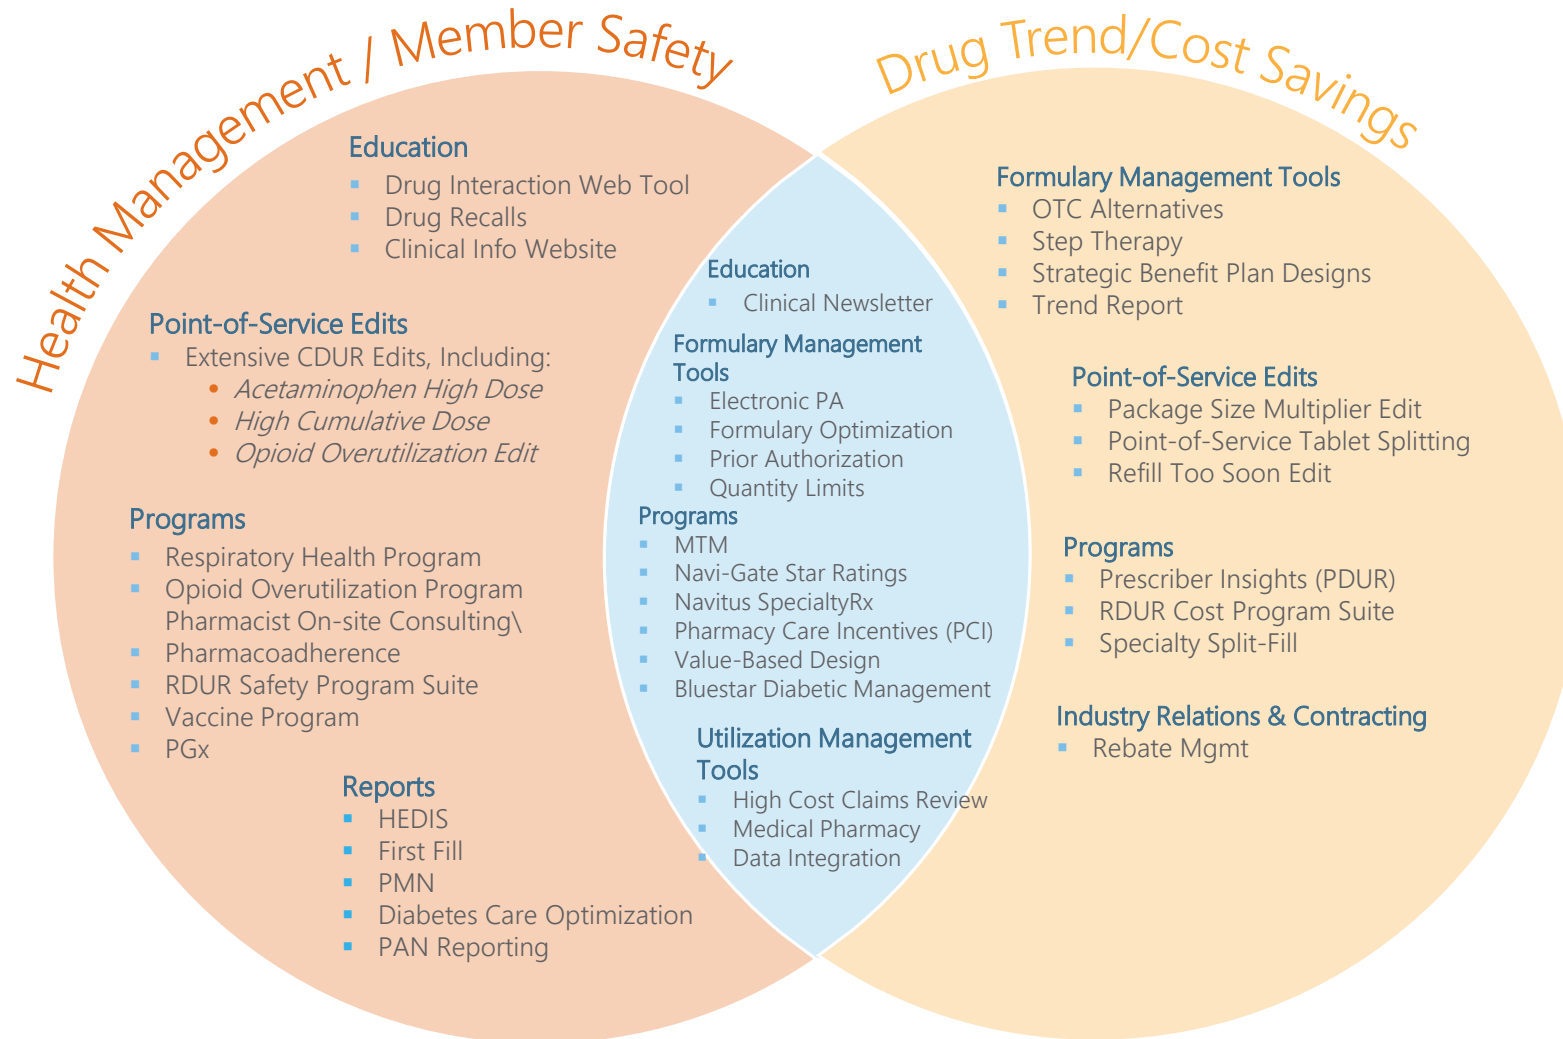 Health Management / Member Safety
Drug Trend/Cost Savings
Education
Drug Interaction Web Tool
Drug Recalls
Clinical Info Website
Point-of-Service Edits
Extensive CDUR Edits, Including:
Acetaminophen High Dose
High Cumulative Dose
Opioid Overutilization Edit
Programs
Respiratory Health Program
Opioid Overutilization Program
Pharmacist On-site Consulting\
Pharmacoadherence
RDUR Safety Program Suite
Vaccine Program
PGx
Reports
HEDIS
First Fill
PMN
Diabetes Care Optimization
PAN Reporting
Education
Clinical Newsletter
Formulary Management
Tools
Electronic PA
Formulary Optimization
Prior Authorization
Quantity Limits
Programs
MTM
Navi-Gate Star Ratings
Navitus SpecialtyRx
Pharmacy Care Incentives (PCI)
Value-Based Design
Bluestar Diabetic Management
Utilization Management
Tools
High Cost Claims Review
Medical Pharmacy
Data Integration
Formulary Management Tools
OTC Alternatives
Step Therapy
Strategic Benefit Plan Designs
Trend Report
Point-of-Service Edits
Package Size Multiplier Edit
Point-of-Service Tablet Splitting
Refill Too Soon Edit
Programs
Prescriber Insights (PDUR)
RDUR Cost Program Suite
Specialty Split-Fill
Industry Relations & Contracting
Rebate Mgmt